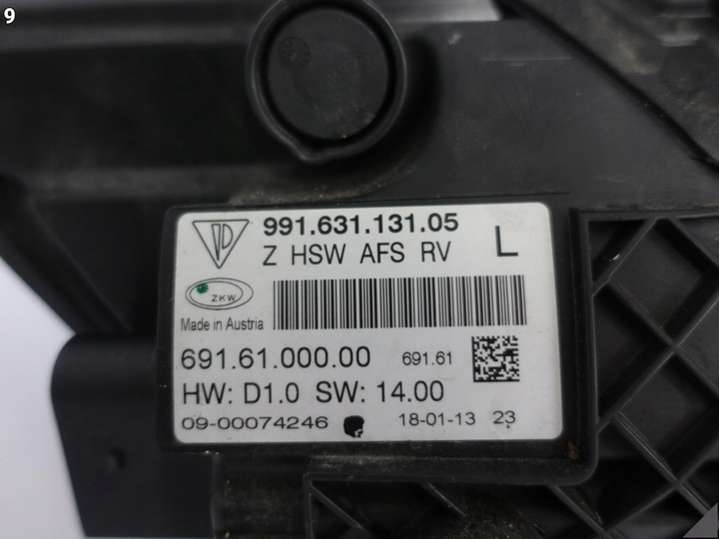 9
991.631.131.05
Z HSW AFS RV L
ZKW
Made in Austria
691.61.000.00 691.61
HW: D1.0 SW: 14.00
09-00074246 18-01-13 23